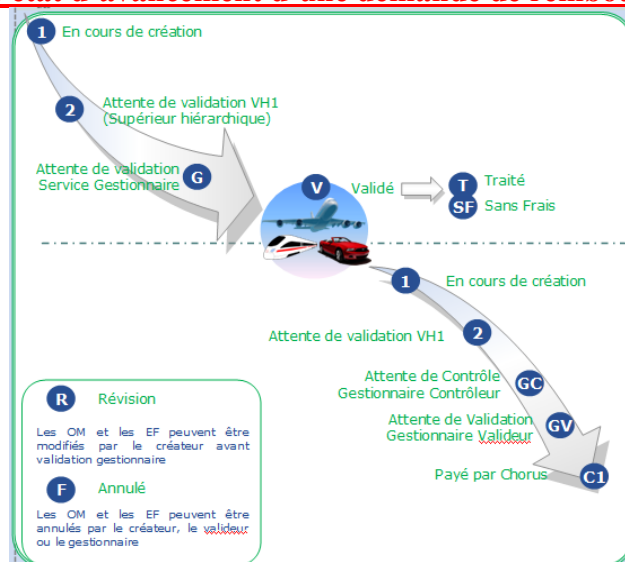 1 En cours de création
2 Attente de validation VH1
(Supérieur hiérarchique)
Attente de validation
Service Gestionnaire G
V Validé
T Traité
SF Sans Frais
1 En cours de création
Attente de validation VH1 2
Attente de Contrôle
Gestionnaire Contrôleur GC
Attente de Validation
Gestionnaire Valideur GV
Payé par Chorus C1
R Révision
Les OM et les EF peuvent être
modifiés par le créateur avant
validation gestionnaire
F Annulé
Les OM et les EF peuvent être
annulés par le créateur, le valideur
ou le gestionnaire